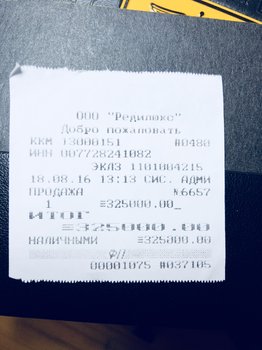 ООО "Редилюкс"
Добро пожаловать
ККМ 13000151 #0480
ИНН 007728241082
ЭКЛЗ 1101004215
18.08.16 13:13 СИС. АДМИ
ПРОДАЖА №6657
1 ≡325000.00_
ИТОГ
≡325000.00
НАЛИЧНЫМИ ≡325000.00
00001075 #037105